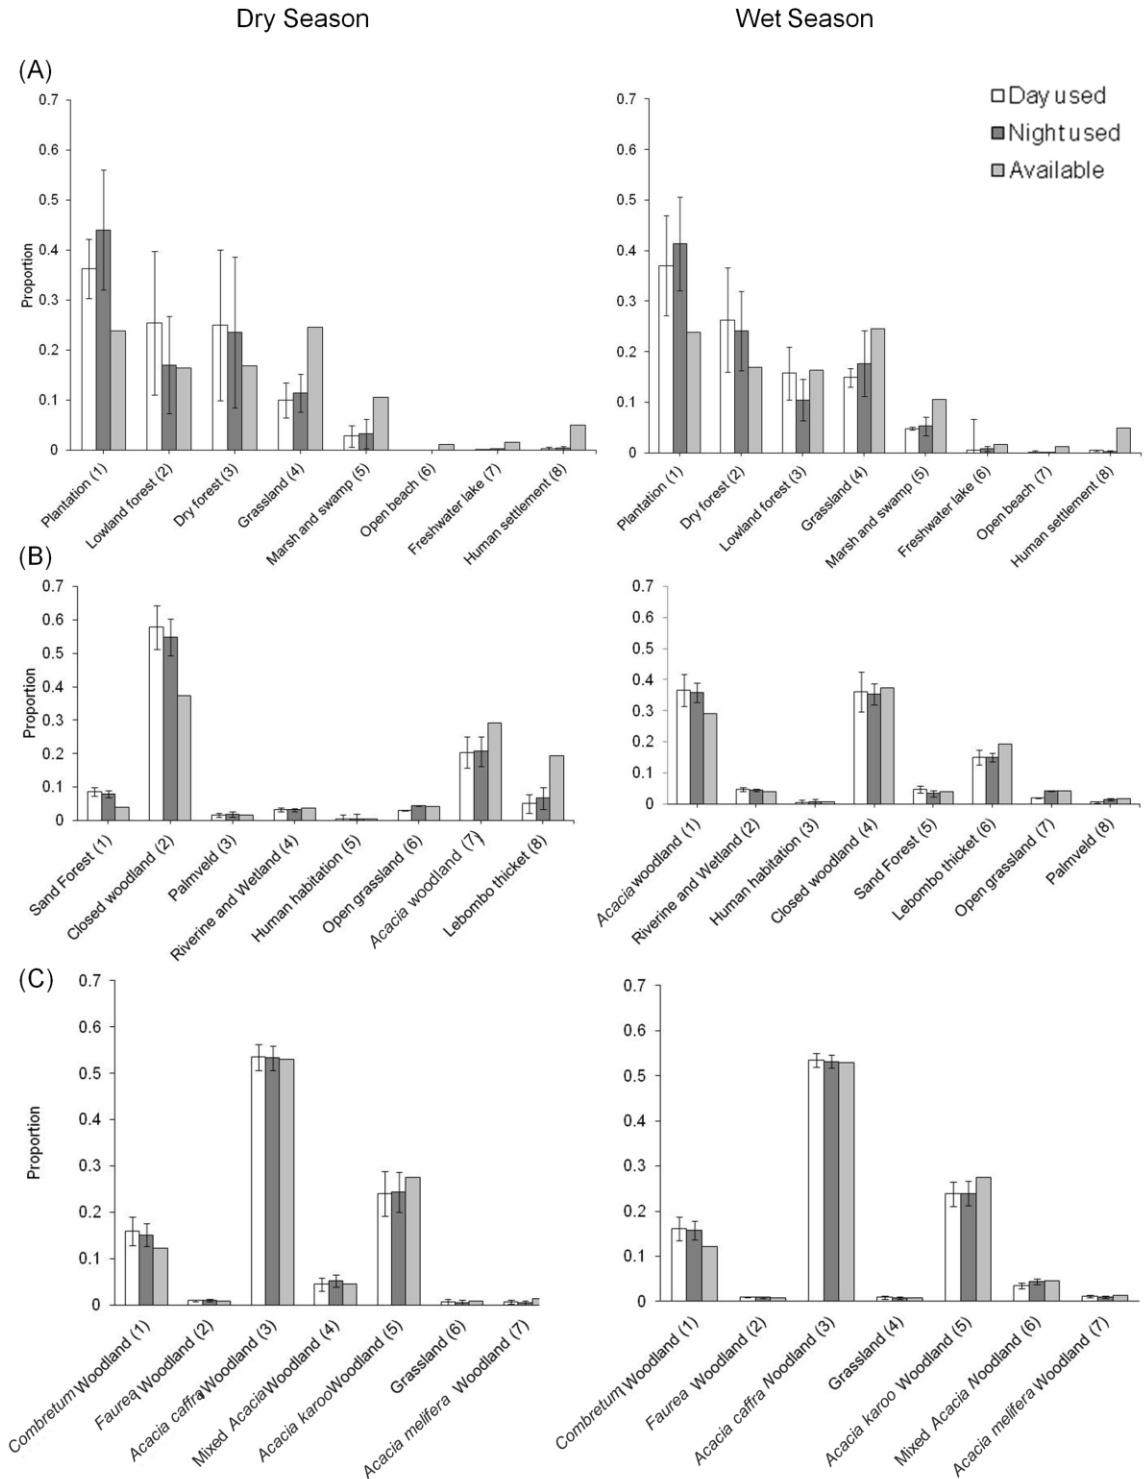 Dry Season
Wet Season
(A)
0.7
0.6
0.5
0.4
0.3
0.2
0.1
0
Proportion
Plantation (1)
Lowland forest (2)
Dry forest (3)
Grassland (4)
Marsh and swamp (5)
Open beach (6)
Freshwater lake (7)
Human settlement (8)
0.7
0.6
0.5
0.4
0.3
0.2
0.1
0
Day used
Night used
Available
Plantation (1)
Dry forest (2)
Lowland forest (3)
Grassland (4)
Marsh and swamp (5)
Freshwater lake (6)
Open beach (7)
Human settlement (8)
(B)
0.7
0.6
0.5
0.4
0.3
0.2
0.1
0
Proportion
Sand Forest (1)
Closed woodland (2)
Palmveld (3)
Riverine and Wetland (4)
Human habitation (5)
Open grassland (6)
Acacia woodland (7)
Lebombo thicket (8)
0.7
0.6
0.5
0.4
0.3
0.2
0.1
0
Acacia woodland (1)
Riverine and Wetland (2)
Human habitation (3)
Closed woodland (4)
Sand Forest (5)
Lebombo thicket (6)
Open grassland (7)
Palmveld (8)
(C)
0.7
0.6
0.5
0.4
0.3
0.2
0.1
0
Proportion
Combretum Woodland (1)
Faurea Woodland (2)
Acacia caffra Woodland (3)
Mixed Acacia Woodland (4)
Acacia karoo Woodland (5)
Grassland (6)
Acacia melifera Woodland (7)
0.7
0.6
0.5
0.4
0.3
0.2
0.1
0
Combretum Woodland (1)
Faurea Woodland (2)
Acacia caffra Noodland (3)
Grassland (4)
Acacia karoo Woodland (5)
Mixed Acacia Noodland (6)
Acacia melifera Woodland (7)